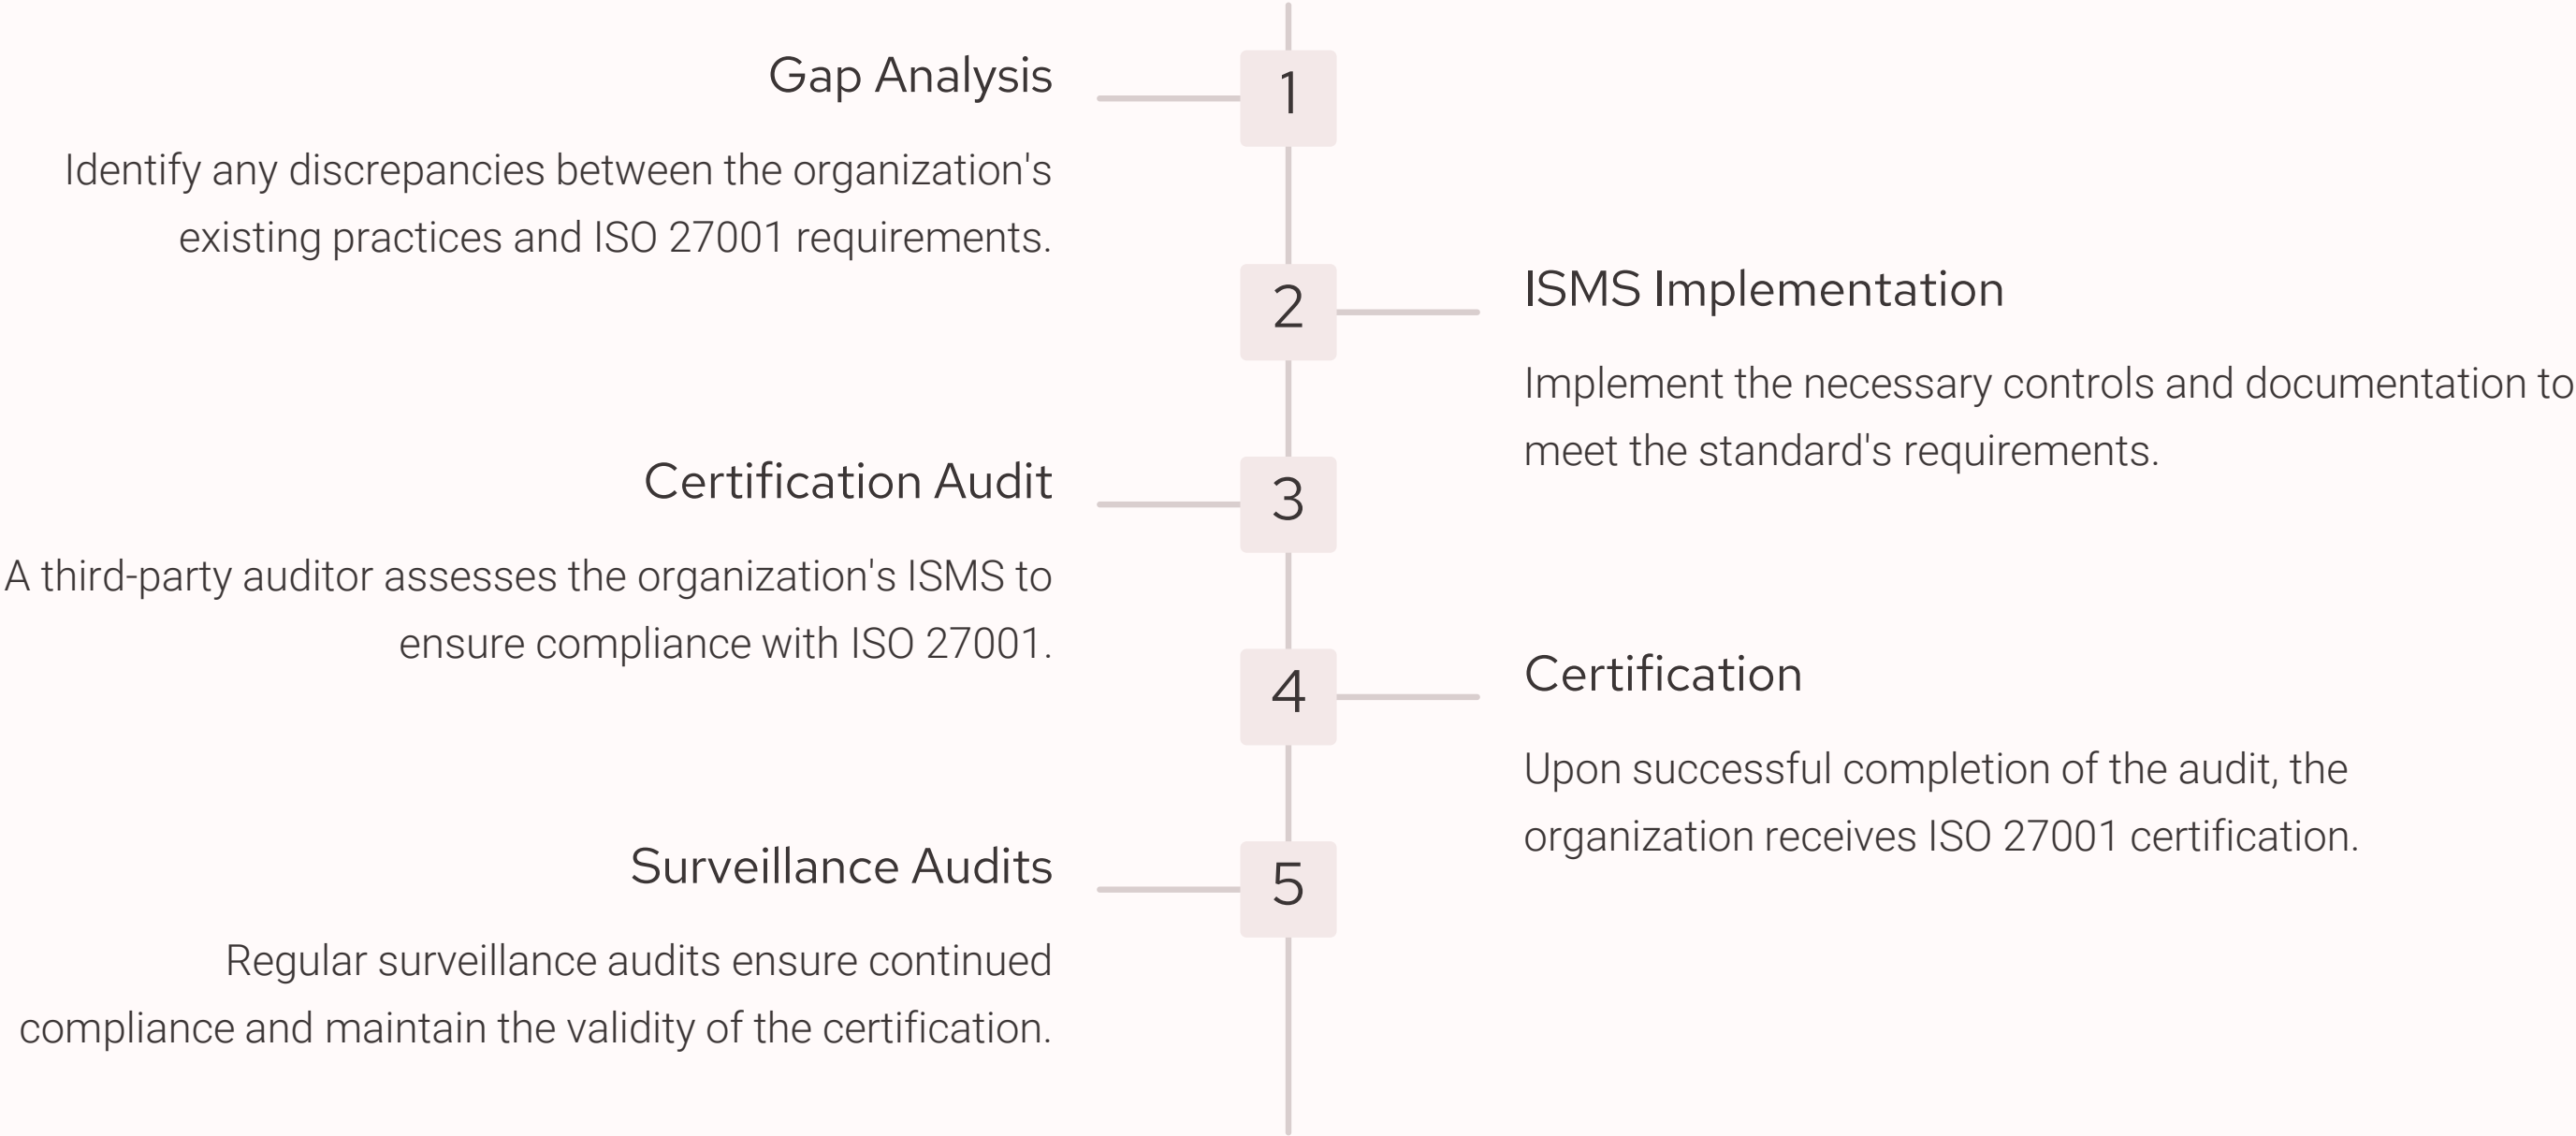 1
Gap Analysis
Identify any discrepancies between the organization's
existing practices and ISO 27001 requirements.
2
ISMS Implementation
Implement the necessary controls and documentation to
meet the standard's requirements.
3
Certification Audit
A third-party auditor assesses the organization's ISMS to
ensure compliance with ISO 27001.
4
Certification
Upon successful completion of the audit, the
organization receives ISO 27001 certification.
5
Surveillance Audits
Regular surveillance audits ensure continued
compliance and maintain the validity of the certification.